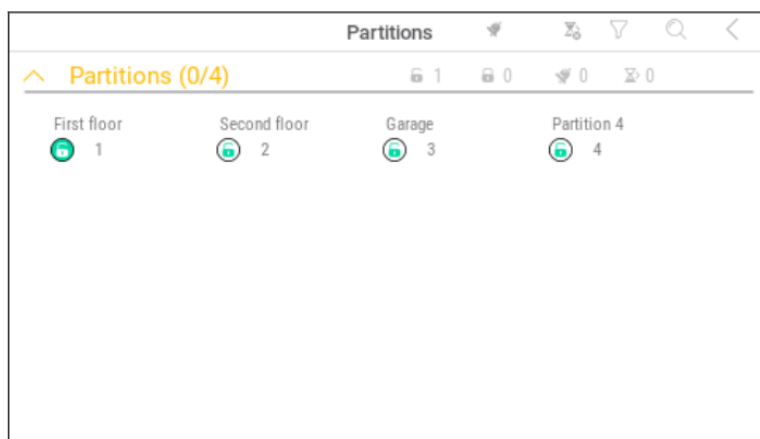 Partitions
Partitions (0/4) 1 0 0 0
First floor Second floor Garage Partition 4
1 2 3 4